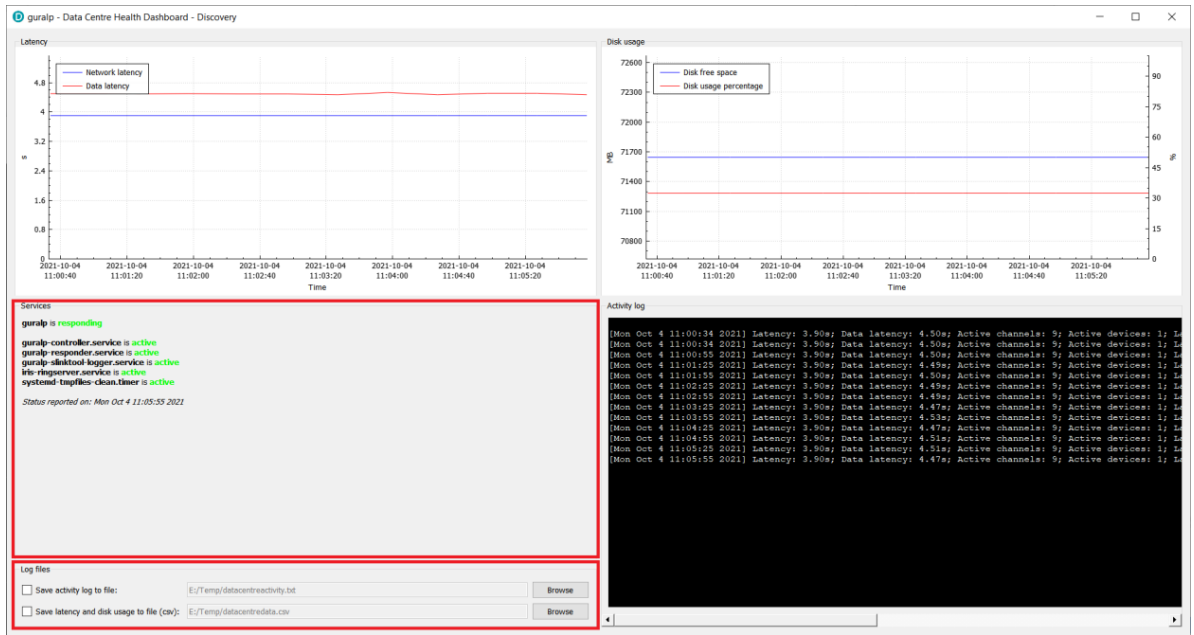 guralp - Data Centre Health Dashboard - Discovery
Latency
Network latency
Data latency
4.8
4
3.2
2.4
1.6
0.8
0
s
2021-10-04 2021-10-04 2021-10-04 2021-10-04 2021-10-04 2021-10-04 2021-10-04 2021-10-04
11:00:40 11:01:20 11:02:00 11:02:40 11:03:20 11:04:00 11:04:40 11:05:20
Time
Disk usage
Disk free space
Disk usage percentage
72600
72300
72000
71700
71400
71100
70800
MB
90
75
60
45
30
15
0
%
2021-10-04 2021-10-04 2021-10-04 2021-10-04 2021-10-04 2021-10-04 2021-10-04 2021-10-04
11:00:40 11:01:20 11:02:00 11:02:40 11:03:20 11:04:00 11:04:40 11:05:20
Time
Services
guralp is responding
guralp-controller.service is active
guralp-responder.service is active
guralp-slinktool-logger.service is active
iris-ringserver.service is active
systemd-tmpfiles-clean.timer is active
Status reported on: Mon Oct 4 11:05:55 2021
Activity log
[Mon Oct 4 11:00:34 2021] Latency: 3.90s; Data latency: 4.50s; Active channels: 9; Active devices: 1; La
[Mon Oct 4 11:00:34 2021] Latency: 3.90s; Data latency: 4.50s; Active channels: 9; Active devices: 1; La
[Mon Oct 4 11:00:55 2021] Latency: 3.90s; Data latency: 4.50s; Active channels: 9; Active devices: 1; La
[Mon Oct 4 11:01:25 2021] Latency: 3.90s; Data latency: 4.49s; Active channels: 9; Active devices: 1; La
[Mon Oct 4 11:01:55 2021] Latency: 3.90s; Data latency: 4.50s; Active channels: 9; Active devices: 1; La
[Mon Oct 4 11:02:25 2021] Latency: 3.90s; Data latency: 4.49s; Active channels: 9; Active devices: 1; La
[Mon Oct 4 11:02:55 2021] Latency: 3.90s; Data latency: 4.49s; Active channels: 9; Active devices: 1; La
[Mon Oct 4 11:03:25 2021] Latency: 3.90s; Data latency: 4.47s; Active channels: 9; Active devices: 1; La
[Mon Oct 4 11:03:55 2021] Latency: 3.90s; Data latency: 4.53s; Active channels: 9; Active devices: 1; La
[Mon Oct 4 11:04:25 2021] Latency: 3.90s; Data latency: 4.47s; Active channels: 9; Active devices: 1; La
[Mon Oct 4 11:04:55 2021] Latency: 3.90s; Data latency: 4.51s; Active channels: 9; Active devices: 1; La
[Mon Oct 4 11:05:25 2021] Latency: 3.90s; Data latency: 4.51s; Active channels: 9; Active devices: 1; La
[Mon Oct 4 11:05:55 2021] Latency: 3.90s; Data latency: 4.47s; Active channels: 9; Active devices: 1; La
Log files
Save activity log to file: E:/Temp/datacentreactivity.txt Browse
Save latency and disk usage to file (csv): E:/Temp/datacentredata.csv Browse